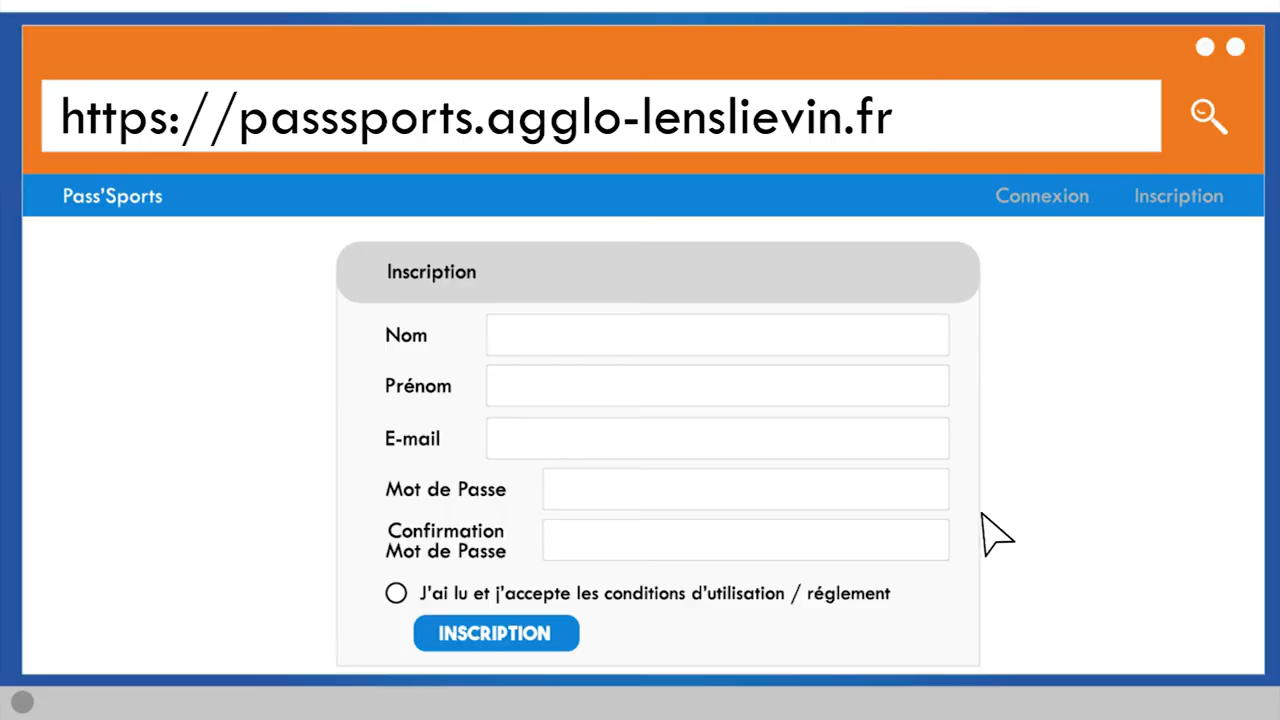 https://passsports.agglo-lenslievin.fr
Pass'Sports
Connexion
Inscription
Inscription
Nom
Prénom
E-mail
Mot de Passe
Confirmation
Mot de Passe
J'ai lu et j'accepte les conditions d'utilisation / réglement
INSCRIPTION